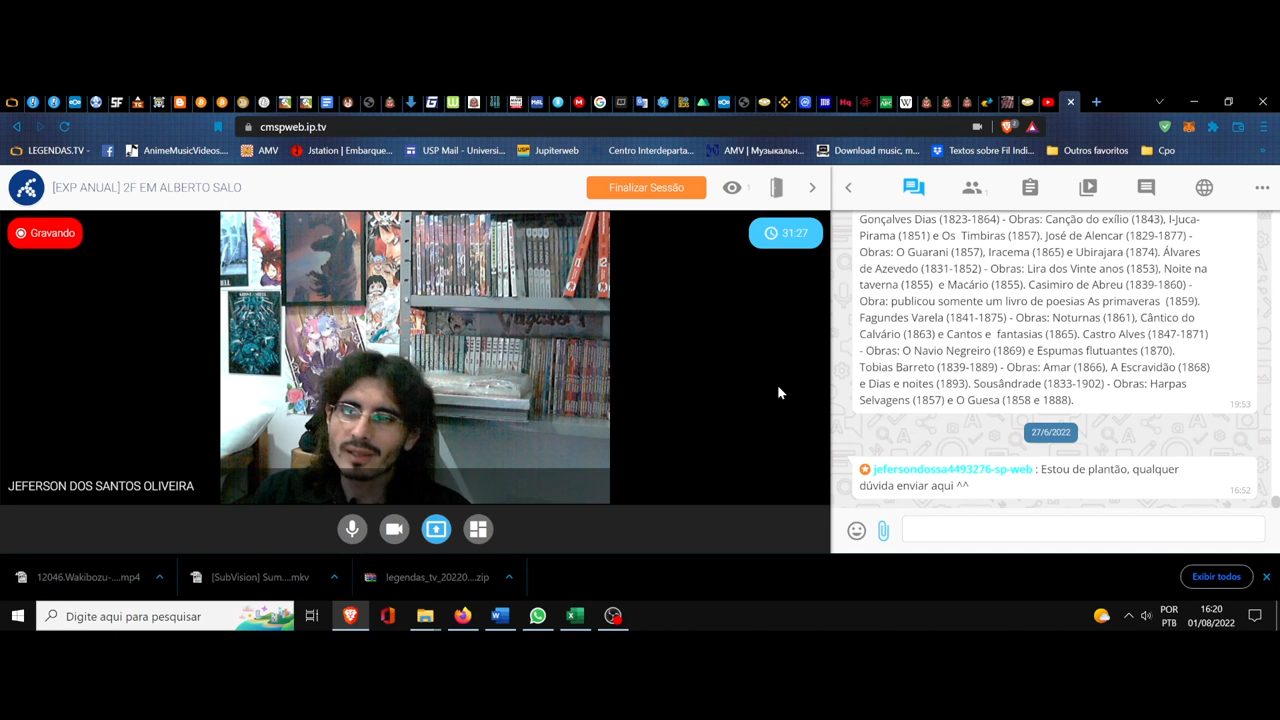 cmspweb.ip.tv
LEGENDAS.TV - AnimeMusicVideos... AMV Jstation | Embarque... USP Mail - Universi... Jupiterweb Centro Interdeparta... AMV | Музыкальн... Download music, m... Textos sobre Fil Indi... Outros favoritos Cpo
[EXP ANUAL] 2F EM ALBERTO SALO
Finalizar Sessão
1
1
Gravando
31:27
JEFERSON DOS SANTOS OLIVEIRA
Gonçalves Dias (1823-1864) - Obras: Canção do exílio (1843), I-Juca-
Pirama (1851) e Os Timbiras (1857). José de Alencar (1829-1877) -
Obras: O Guarani (1857), Iracema (1865) e Ubirajara (1874). Álvares
de Azevedo (1831-1852) - Obras: Lira dos Vinte anos (1853), Noite na
taverna (1855) e Macário (1855). Casimiro de Abreu (1839-1860) -
Obra: publicou somente um livro de poesias As primaveras (1859).
Fagundes Varela (1841-1875) - Obras: Noturnas (1861), Cântico do
Calvário (1863) e Cantos e fantasias (1865). Castro Alves (1847-1871)
- Obras: O Navio Negreiro (1869) e Espumas flutuantes (1870).
Tobias Barreto (1839-1889) - Obras: Amar (1866), A Escravidão (1868)
e Dias e noites (1893). Sousândrade (1833-1902) - Obras: Harpas
Selvagens (1857) e O Guesa (1858 e 1888).
19:53
27/6/2022
jefersondossa4493276-sp-web : Estou de plantão, qualquer
dúvida enviar aqui ^^
16:52
12046.Wakibozu-....mp4
[SubVision] Sum....mkv
legendas_tv_20220....zip
Exibir todos
Digite aqui para pesquisar
POR
PTB
16:20
01/08/2022